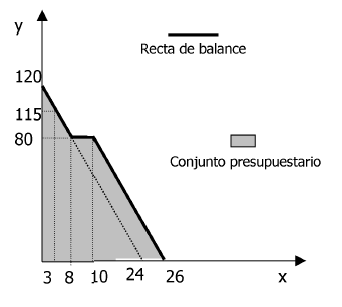 y
Recta de balance
120
115
80
Conjunto presupuestario
3 8 10 24 26 x